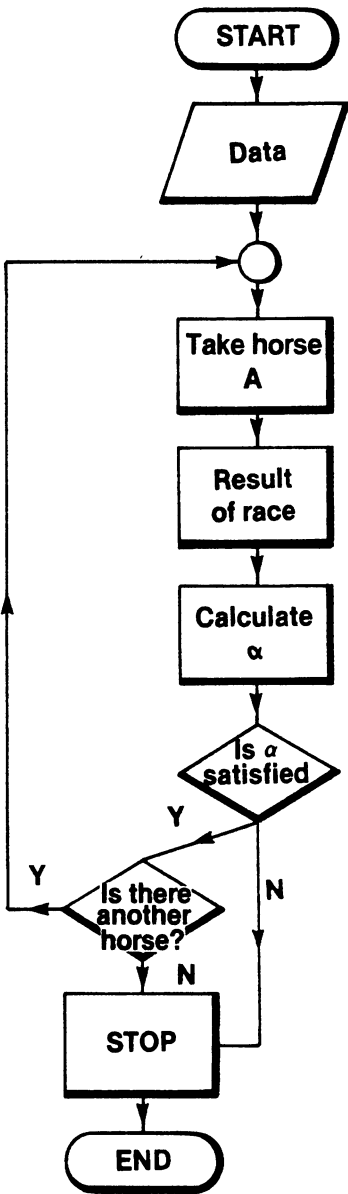 START
Data
Take horse
A
Result
of race
Calculate
α
Is α
satisfied
Y
N
Y
Is there
another
horse?
N
STOP
END